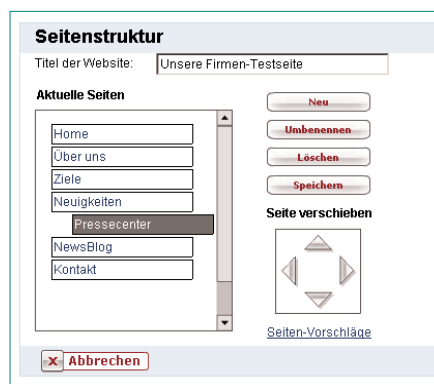 Seitenstruktur
Titel der Website: Unsere Firmen-Testseite
Aktuelle Seiten
Home
Über uns
Ziele
Neuigkeiten
Pressecenter
NewsBlog
Kontakt
Neu
Umbenennen
Löschen
Speichern
Seite verschieben
Seiten-Vorschläge
x Abbrechen